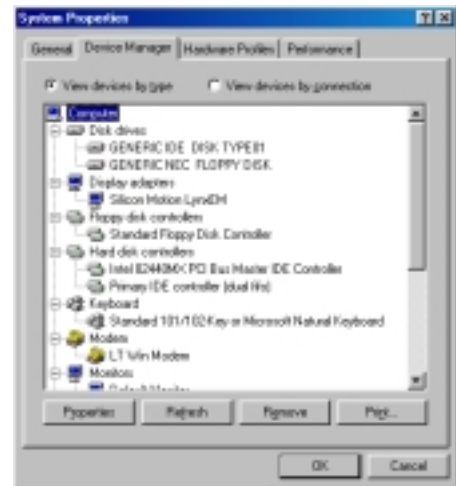 System Properties
General Device Manager Hardware Profiles Performance
View devices by type View devices by connection
Computer
Disk drives
GENERIC IDE DISK TYPE01
GENERIC NEC FLOPPY DISK
Display adapters
Silicon Motion LynxEM
Floppy disk controllers
Standard Floppy Disk Controller
Hard disk controllers
Intel 82440MX PCI Bus Master IDE Controller
Primary IDE controller (dual fifo)
Keyboard
Standard 101/102-Key or Microsoft Natural Keyboard
Modem
LT Win Modem
Monitors
Properties Refresh Remove Print...
OK Cancel